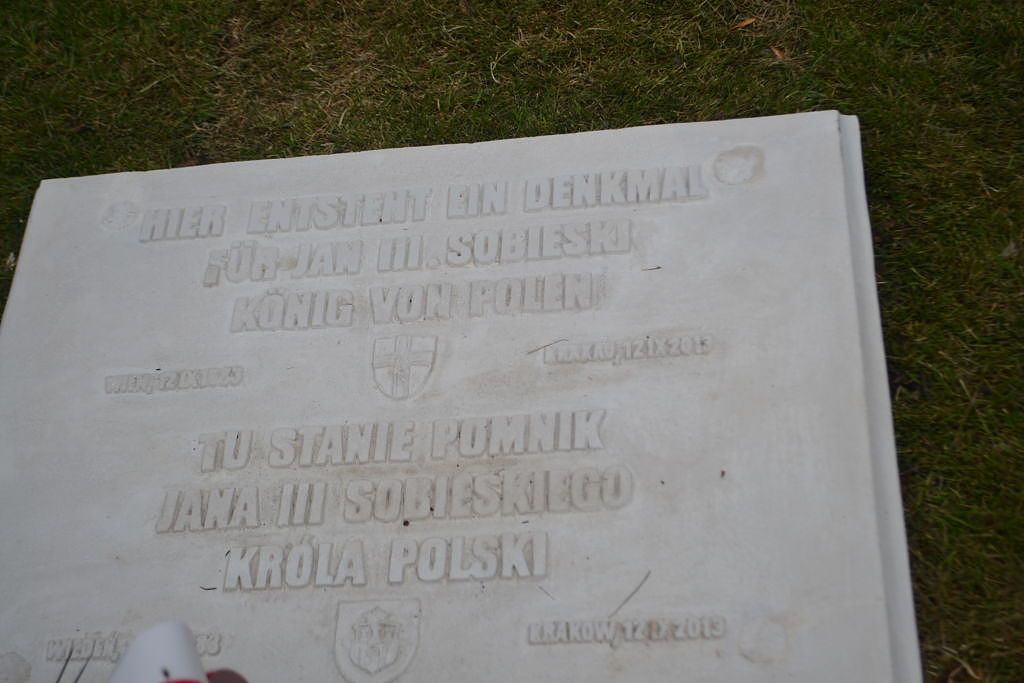 HIER ENTSTEHT EIN DENKMAL
FÜR JAN III. SOBIESKI
KÖNIG VON POLEN
WIEN, 12.IX.1683
KRAKAU, 12.IX.2013
TU STANIE POMNIK
JANA III SOBIESKIEGO
KRÓLA POLSKI
WIEDEŃ,
KRAKÓW, 12.IX.2013